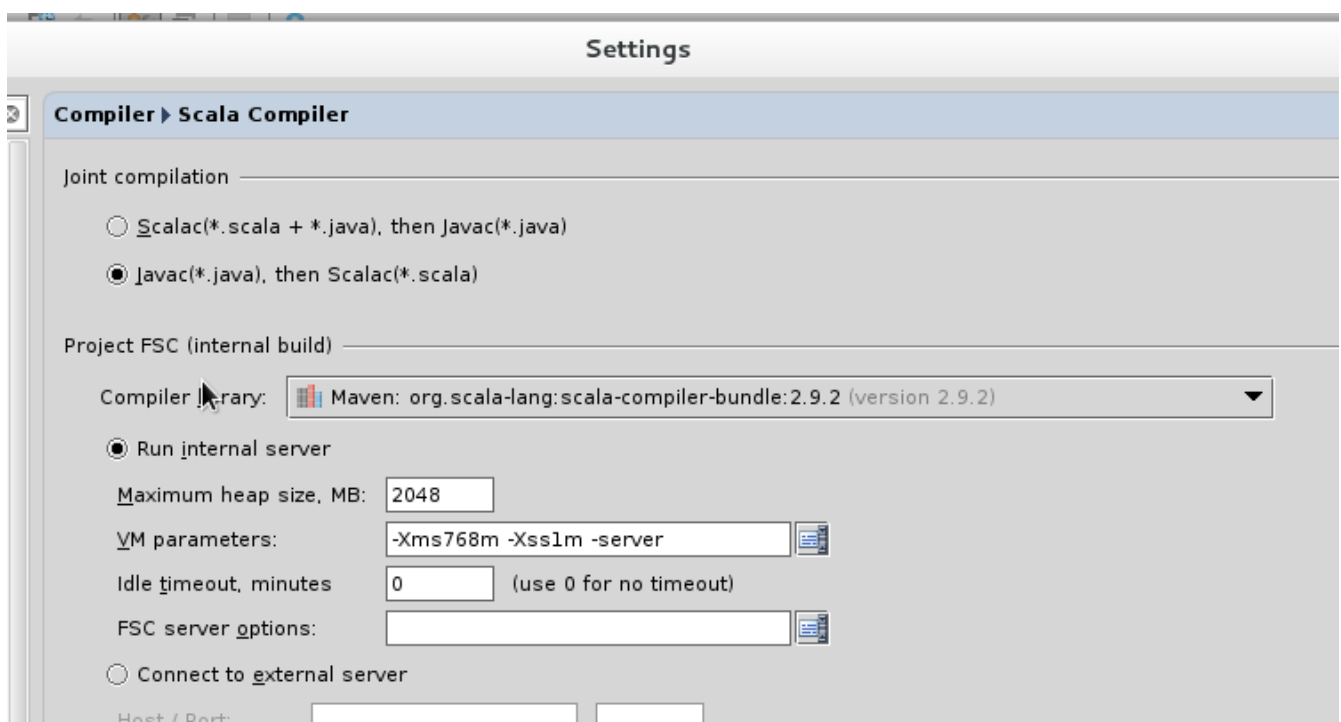 Settings
Compiler ▸ Scala Compiler
Joint compilation
Scalac(*.scala + *.java), then Javac(*.java)
Javac(*.java), then Scalac(*.scala)
Project FSC (internal build)
Compiler library: Maven: org.scala-lang:scala-compiler-bundle:2.9.2 (version 2.9.2)
Run internal server
Maximum heap size, MB: 2048
VM parameters: -Xms768m -Xss1m -server
Idle timeout, minutes 0 (use 0 for no timeout)
FSC server options:
Connect to external server
Host / Port: